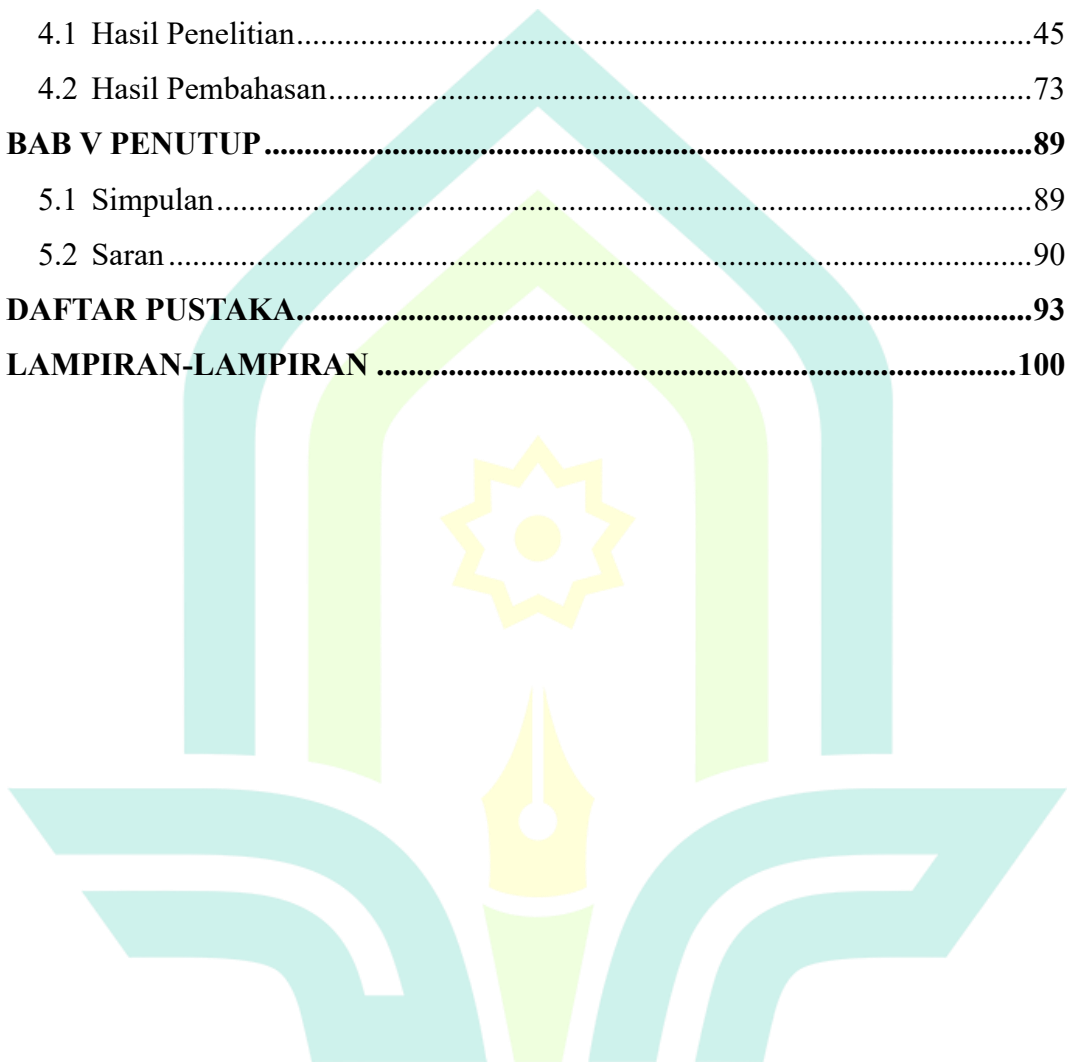 4.1 Hasil Penelitian.....................................................................................45
4.2 Hasil Pembahasan.................................................................................73
BAB V PENUTUP.........................................................................................89
5.1 Simpulan..............................................................................................89
5.2 Saran ...................................................................................................90
DAFTAR PUSTAKA.....................................................................................93
LAMPIRAN-LAMPIRAN ..........................................................................100